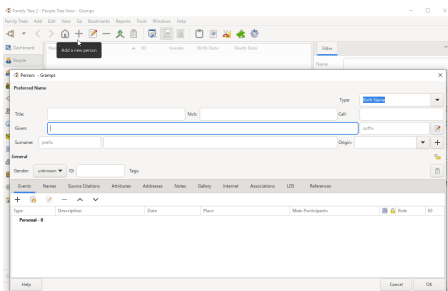 Family Tree 1 - People Tree View - Gramps
Family Trees Add Edit View Go Bookmarks Reports Tools Windows Help
Dashboard
ID Gender Birth Date Death Date
Filter
Add a new person
People
Name
Person - Gramps
Preferred Name
Type: Birth Name
Title: Nick: Call:
Given: suffix
Surname: prefix Origin:
General
Gender: unknown ID: Tags:
Events Names Source Citations Attributes Addresses Notes Gallery Internet Associations LDS References
Type Description Date Place Main Participants Role ID
Personal - 0
Help Cancel OK